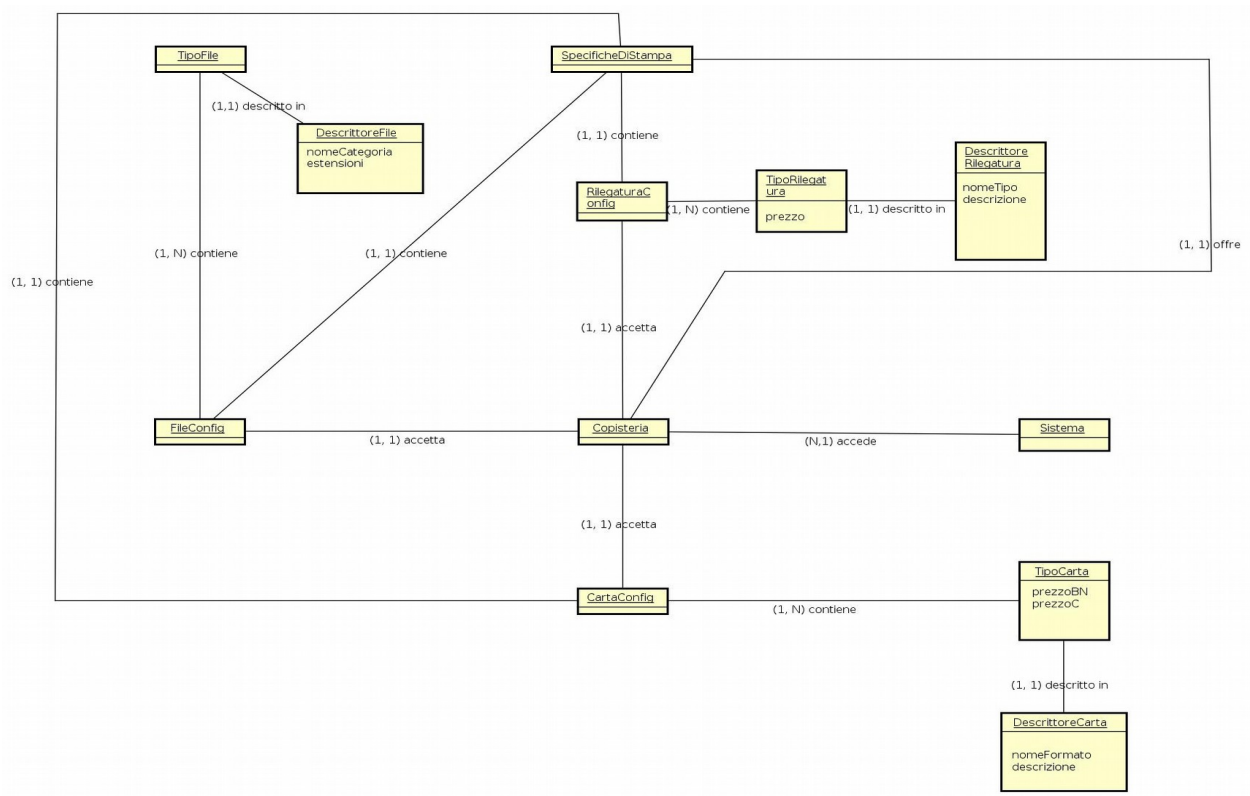 TipoFile
SpecificheDiStampa
(1,1) descritto in
DescrittoreFile
nomeCategoria
estensioni
(1, 1) contiene
Descrittore
Rilegatura
nomeTipo
descrizione
TipoRilegat
ura
prezzo
RilegaturaC
onfig
(1, N) contiene
(1, 1) descritto in
(1, N) contiene
(1, 1) contiene
(1, 1) offre
(1, 1) contiene
(1, 1) accetta
FileConfig
(1, 1) accetta
Copisteria
(N,1) accede
Sistema
(1, 1) accetta
TipoCarta
prezzoBN
prezzoC
CartaConfig
(1, N) contiene
(1, 1) descritto in
DescrittoreCarta
nomeFormato
descrizione